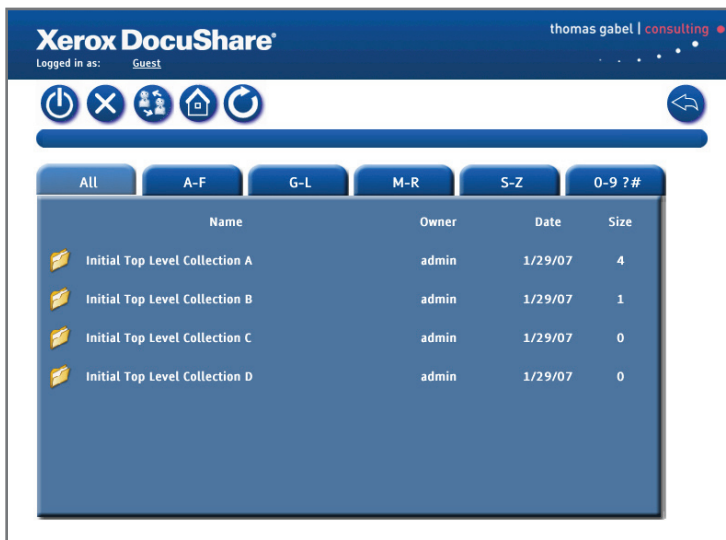 Xerox DocuShare®
thomas gabel | consulting
Logged in as: Guest
All A-F G-L M-R S-Z 0-9 ?#
Name Owner Date Size
Initial Top Level Collection A admin 1/29/07 4
Initial Top Level Collection B admin 1/29/07 1
Initial Top Level Collection C admin 1/29/07 0
Initial Top Level Collection D admin 1/29/07 0